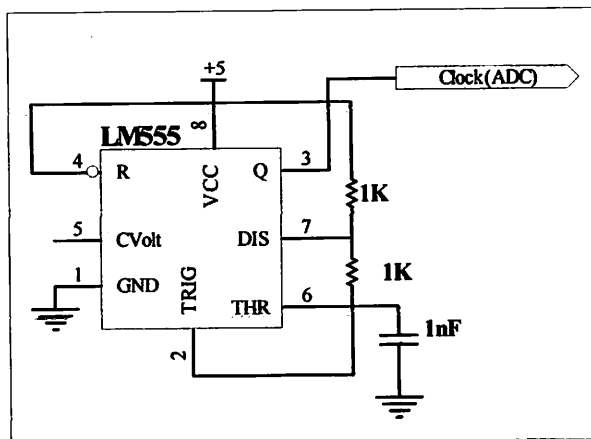 +5
Clock(ADC)
LM555
8
4
R
VCC
Q
3
1K
5
CVolt
DIS
7
1
GND
TRIG
1K
THR
6
1nF
2